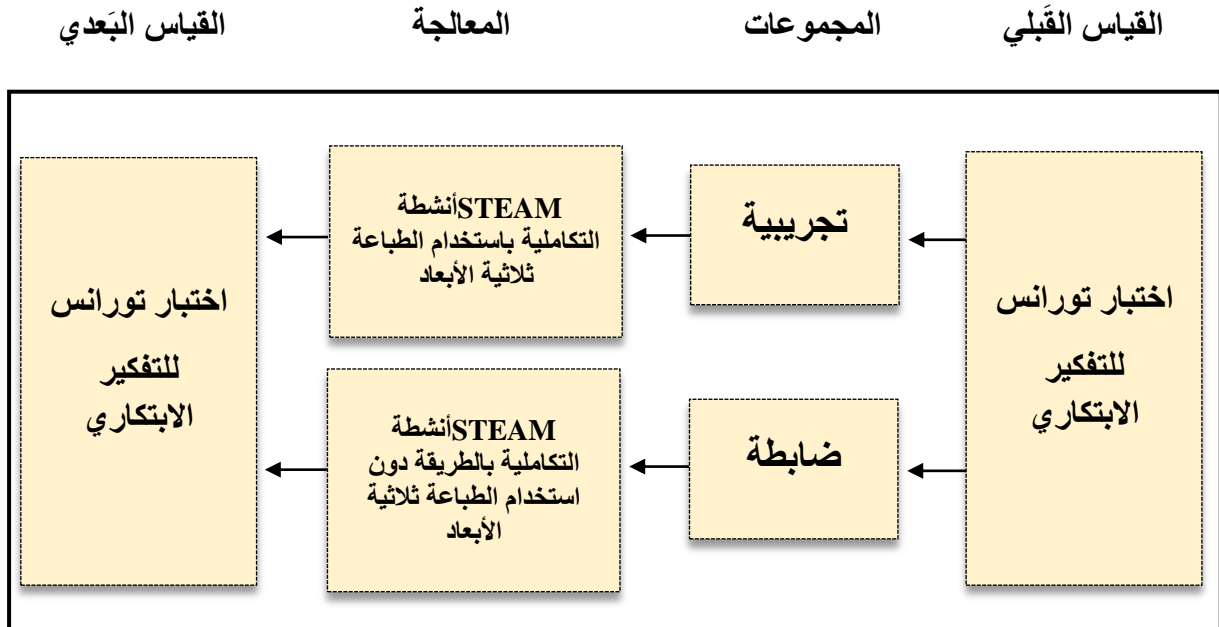 القياس القَبلي
المجموعات
المعالجة
القياس البَعدي
اختبار تورانس
للتفكير
الابتكاري
تجريبية
STEAMأنشطة
التكاملية باستخدام الطباعة
ثلاثية الأبعاد
ضابطة
STEAMأنشطة
التكاملية بالطريقة دون
استخدام الطباعة ثلاثية
الأبعاد
اختبار تورانس
للتفكير
الابتكاري